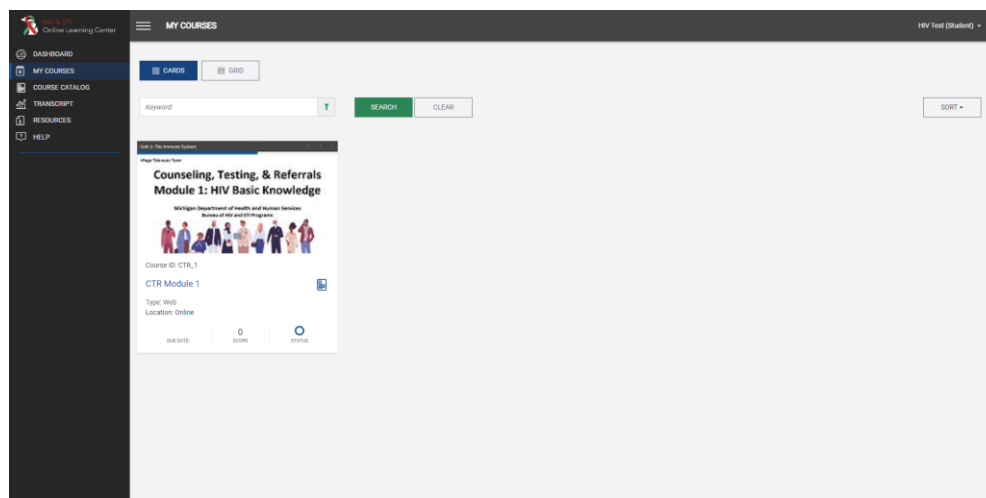 HIV & STI
Online Learning Center
MY COURSES
HIV Test (Student)
DASHBOARD
MY COURSES
COURSE CATALOG
TRANSCRIPT
RESOURCES
HELP
CARDS
GRID
Keyword
SEARCH
CLEAR
SORT
Unit 3: The Immune System
Counseling, Testing, & Referrals
Module 1: HIV Basic Knowledge
Michigan Department of Health and Human Services
Bureau of HIV and STI Programs
Course ID: CTR_1
CTR Module 1
Type: Web
Location: Online
DUE DATE:
0
SCORE
STATUS